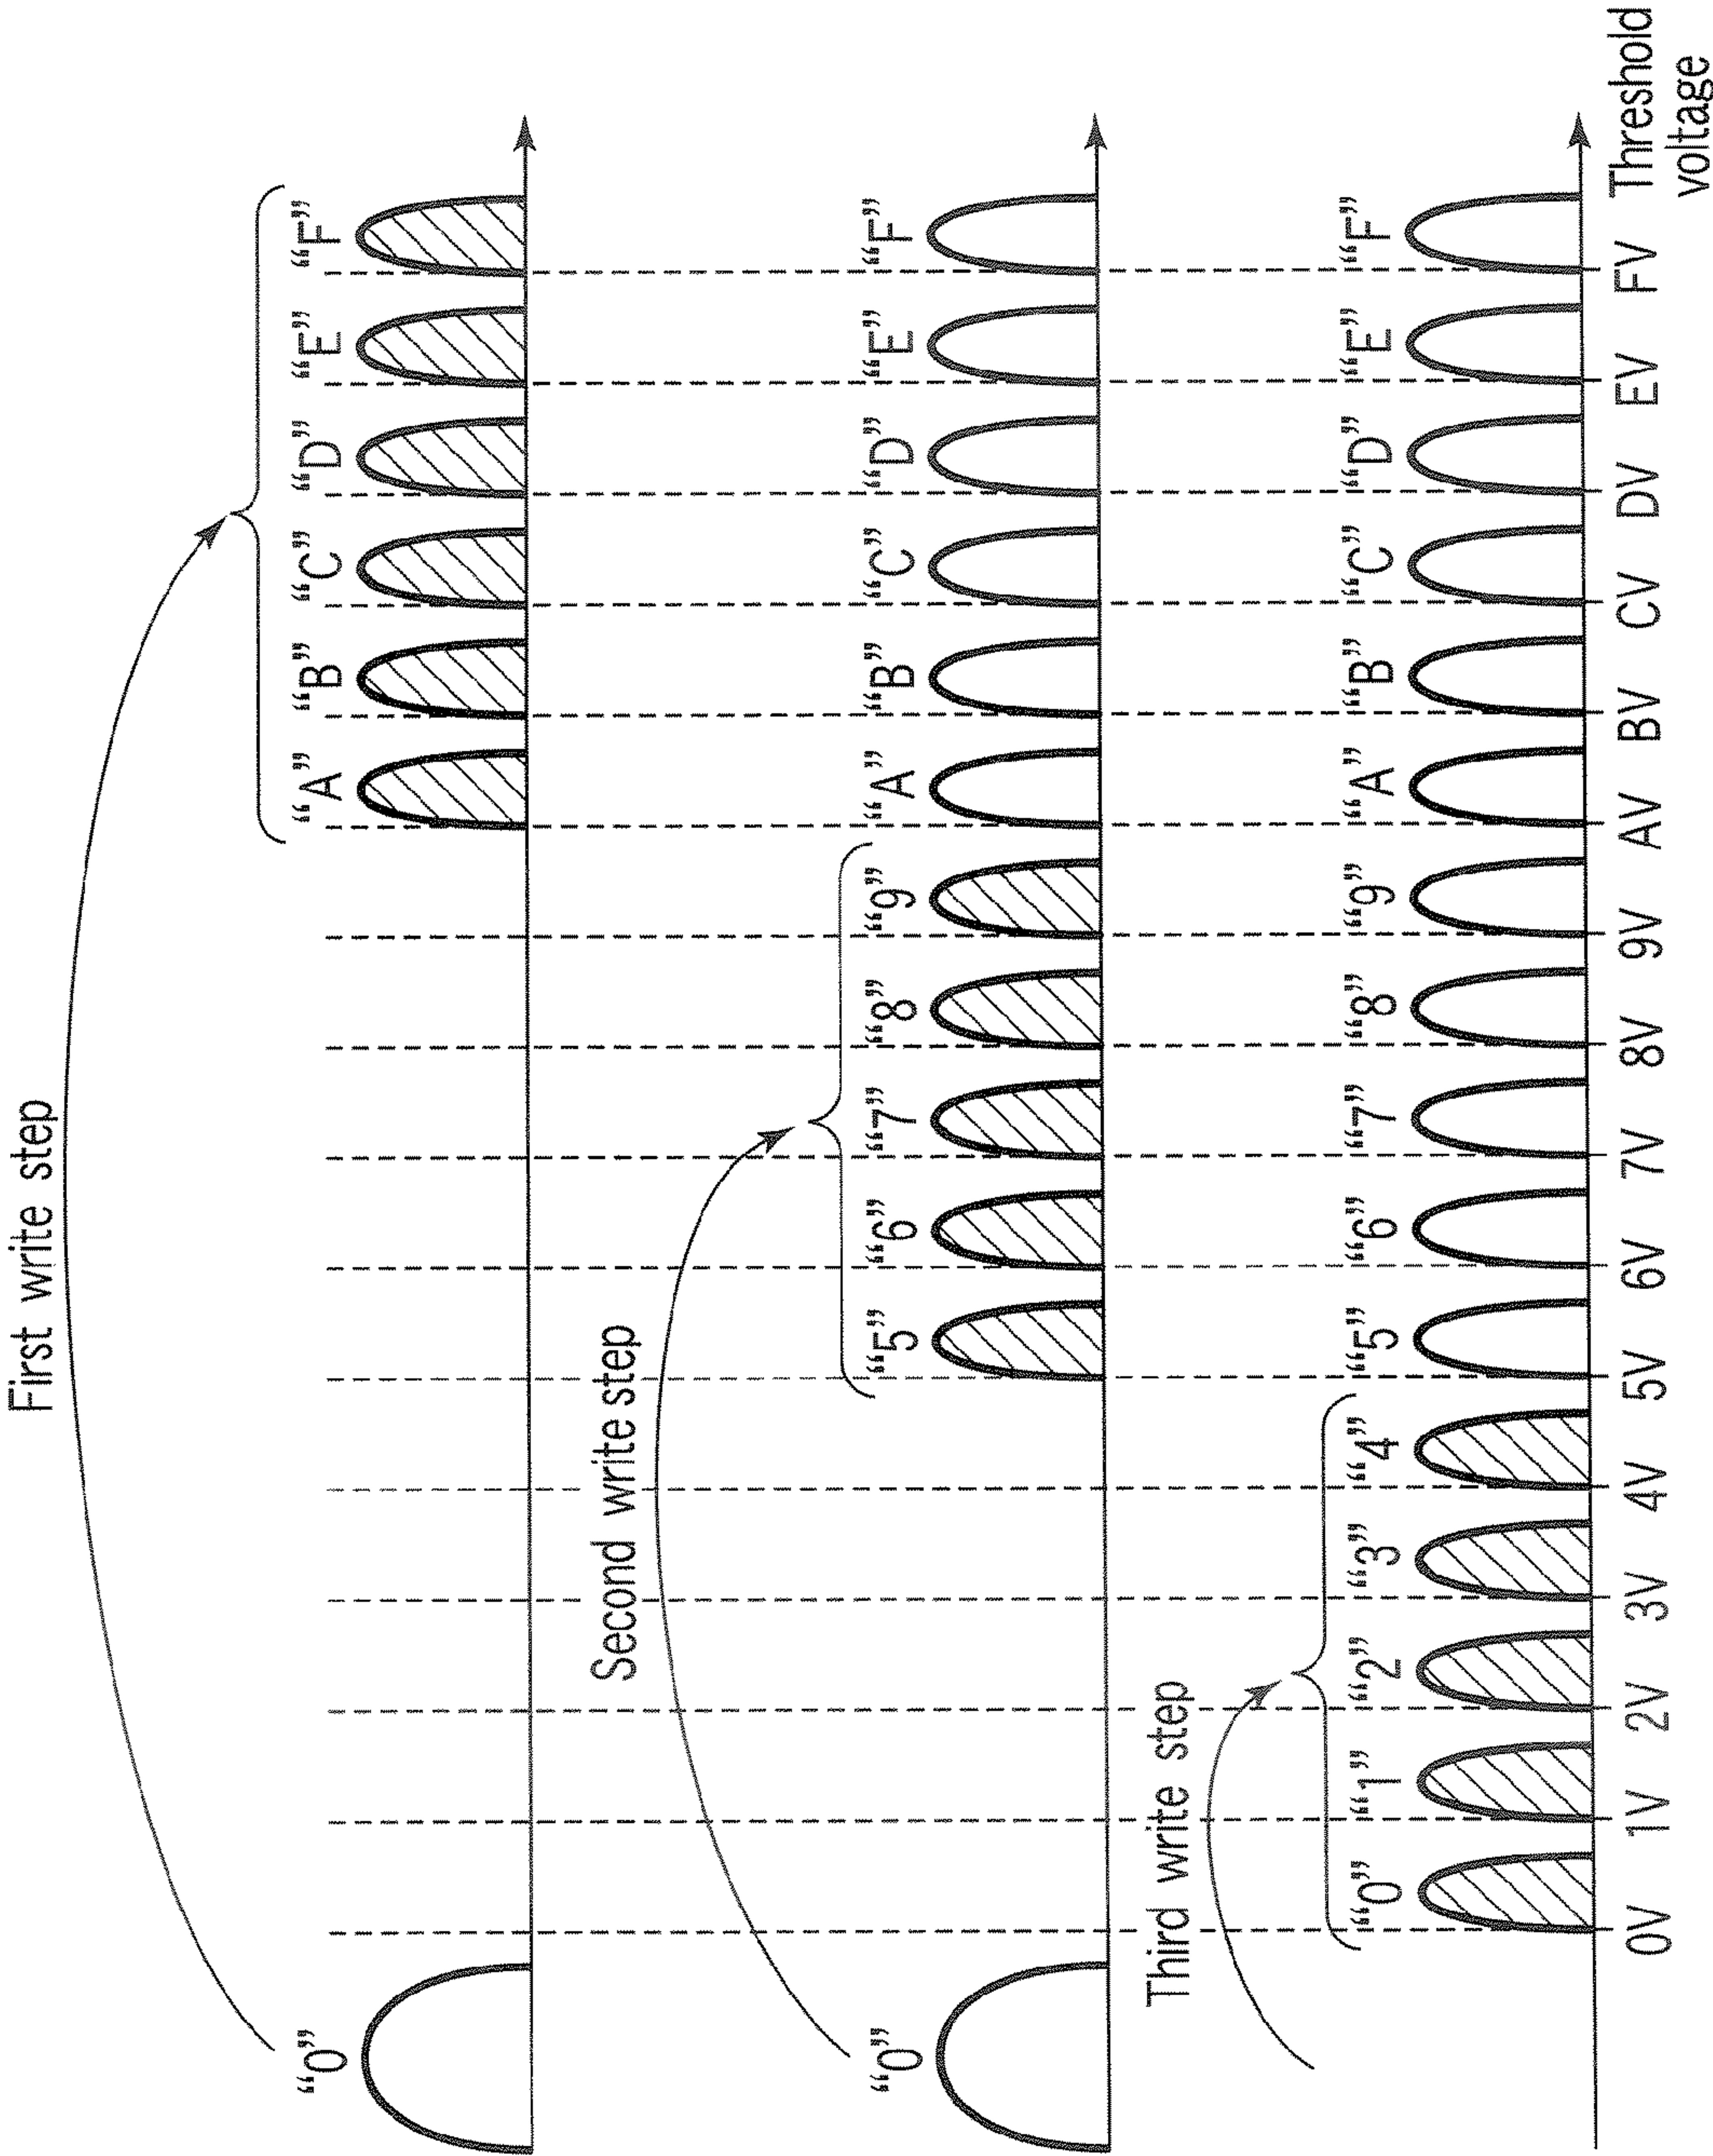 First write step
“0” “A” “B” “C” “D” “E” “F”
Second write step
“0” “5” “6” “7” “8” “9” “A” “B” “C” “D” “E” “F”
Third write step
“0” “1” “2” “3” “4” “5” “6” “7” “8” “9” “A” “B” “C” “D” “E” “F”
0V 1V 2V 3V 4V 5V 6V 7V 8V 9V AV BV CV DV EV FV Threshold
voltage